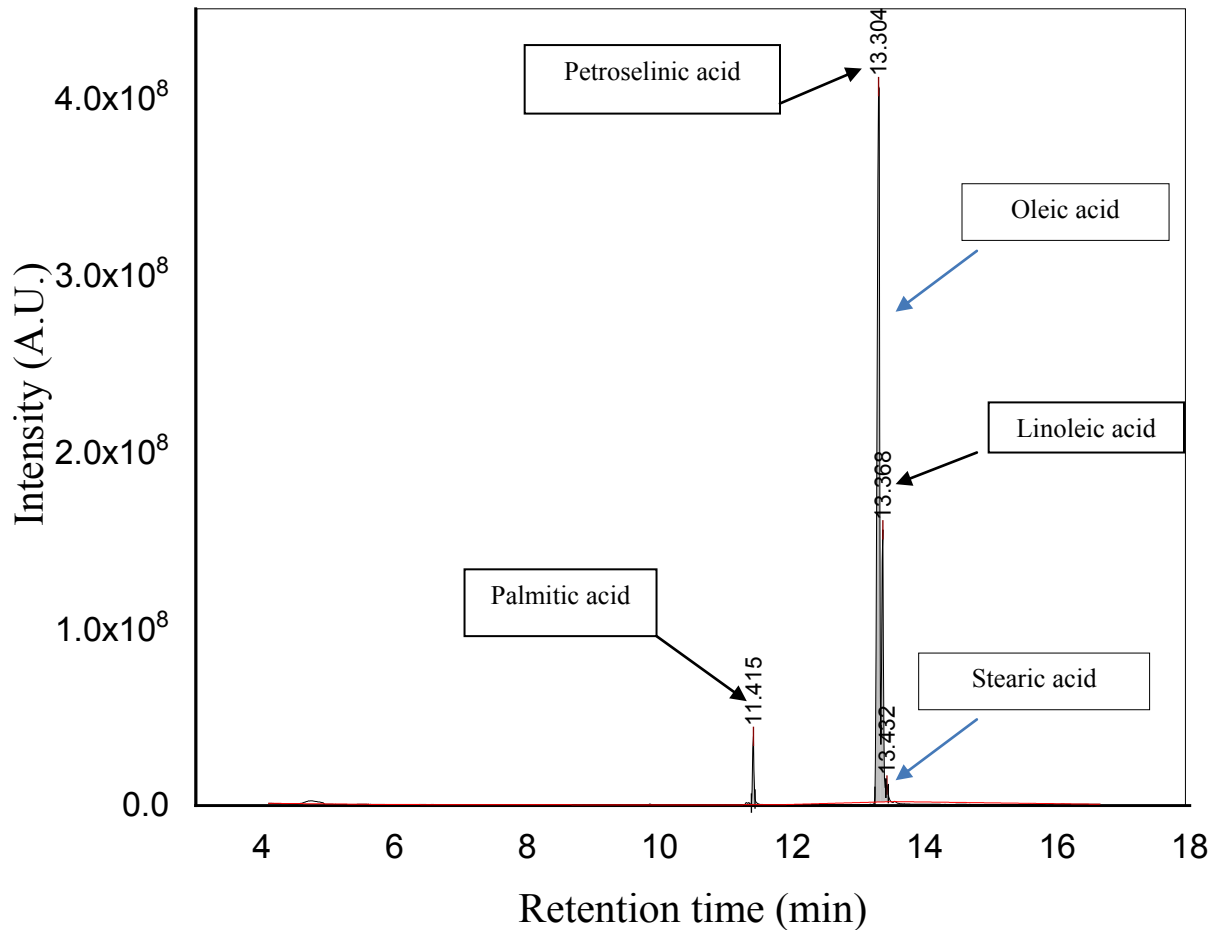 13.304
Petroselinic acid
4.0x10⁸
Oleic acid
3.0x10⁸
Intensity (A.U.)
Linoleic acid
2.0x10⁸
13.368
Palmitic acid
1.0x10⁸
Stearic acid
11.415
13.432
0.0
4 6 8 10 12 14 16 18
Retention time (min)